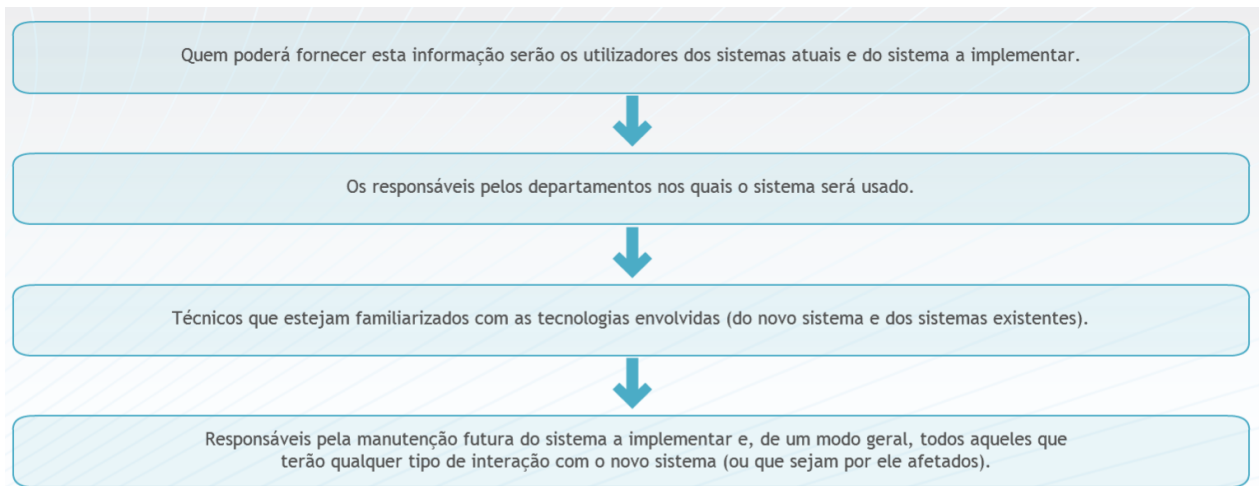 Quem poderá fornecer esta informação serão os utilizadores dos sistemas atuais e do sistema a implementar.
Os responsáveis pelos departamentos nos quais o sistema será usado.
Técnicos que estejam familiarizados com as tecnologias envolvidas (do novo sistema e dos sistemas existentes).
Responsáveis pela manutenção futura do sistema a implementar e, de um modo geral, todos aqueles que
terão qualquer tipo de interação com o novo sistema (ou que sejam por ele afetados).